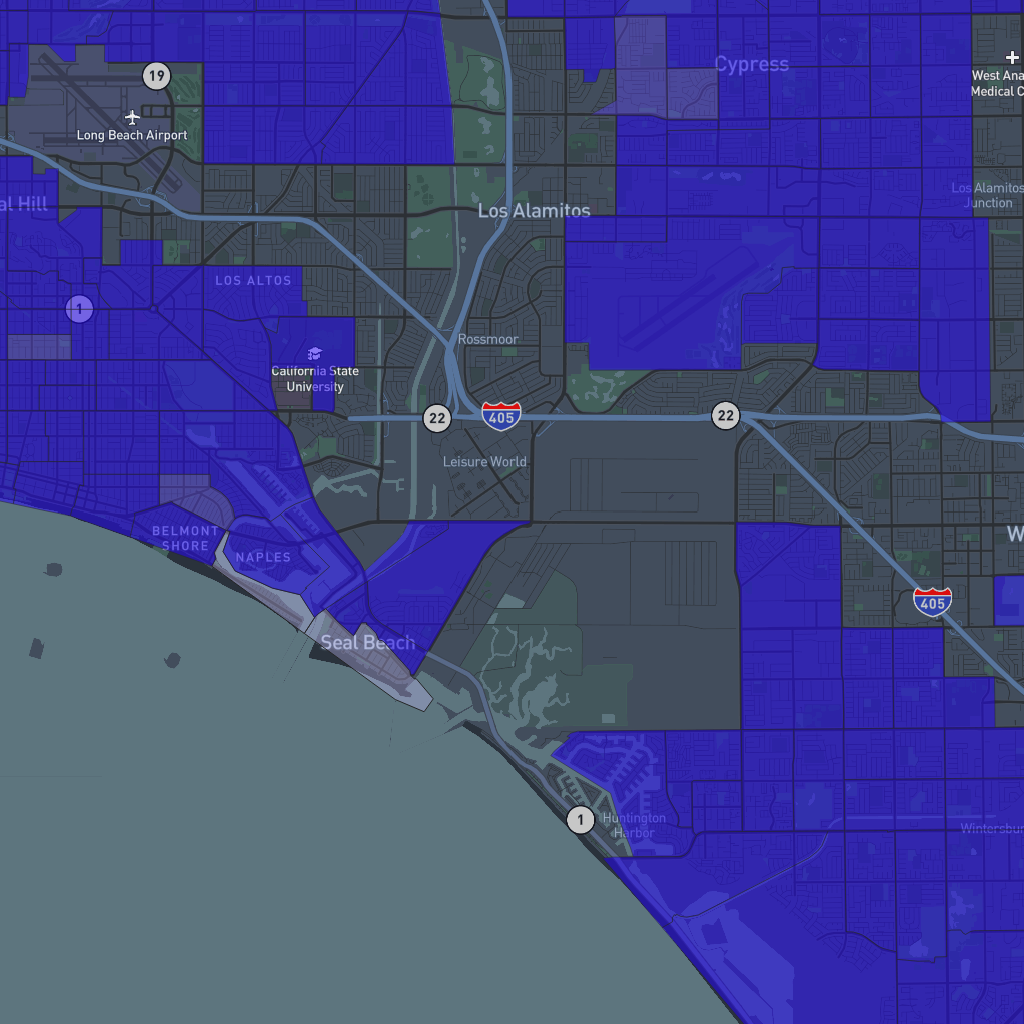 Cypress
West Ana
Medical C
19
Long Beach Airport
Los Alamitos
Junction
al Hill
Los Alamitos
LOS ALTOS
1
Rossmoor
California State
University
22
405
22
Leisure World
BELMONT
SHORE
W
NAPLES
405
Seal Beach
1
Huntington
Harbor
Wintersbur